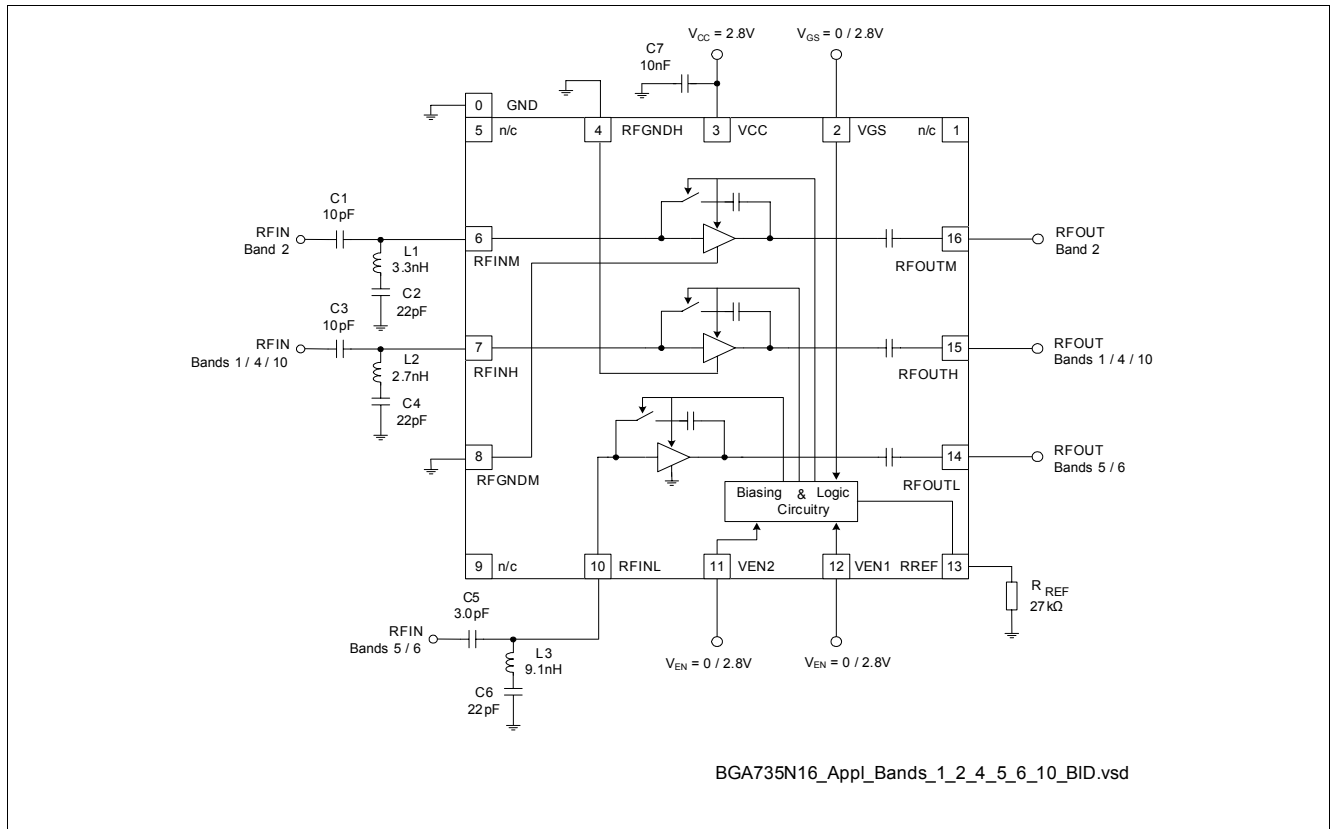 C7
10nF
V_CC = 2.8V
V_GS = 0 / 2.8V
0
GND
5
n/c
4
RFGNDH
3
VCC
2
VGS
n/c
1
C1
10pF
RFIN
Band 2
L1
3.3nH
C2
22pF
6
RFINM
16
RFOUTM
RFOUT
Band 2
C3
10pF
RFIN
Bands 1 / 4 / 10
L2
2.7nH
C4
22pF
7
RFINH
15
RFOUTH
RFOUT
Bands 1 / 4 / 10
8
RFGNDM
14
RFOUTL
RFOUT
Bands 5 / 6
Biasing & Logic
Circuitry
9
n/c
10
RFINL
11
VEN2
12
VEN1
RREF
13
R_REF
27kΩ
C5
3.0pF
RFIN
Bands 5 / 6
L3
9.1nH
C6
22pF
V_EN = 0 / 2.8V
V_EN = 0 / 2.8V
BGA735N16_Appl_Bands_1_2_4_5_6_10_BID.vsd